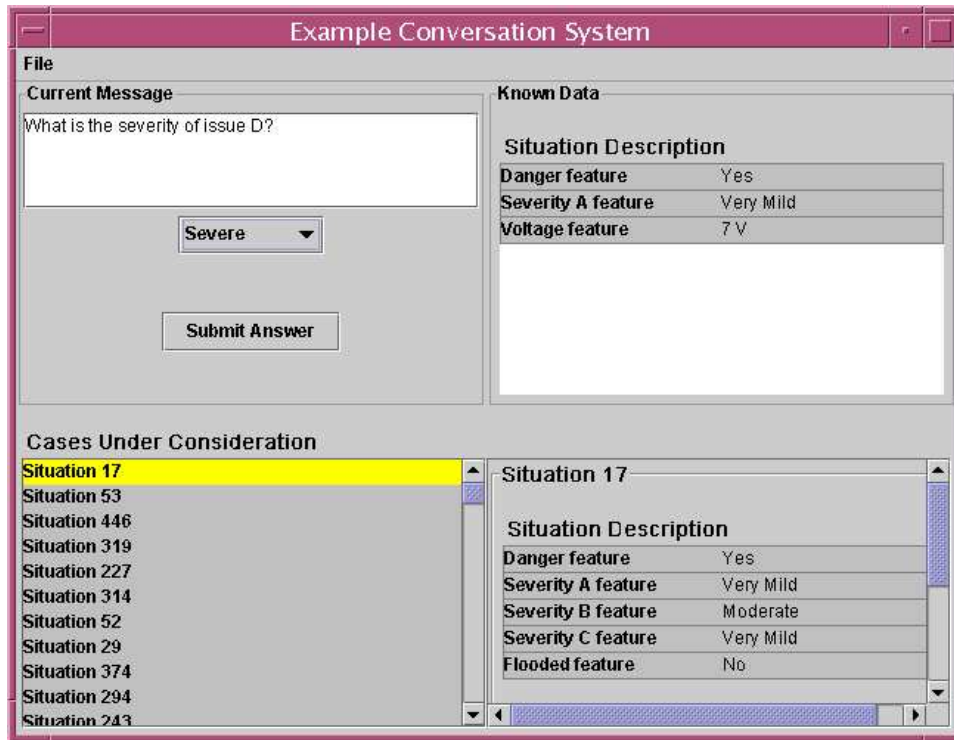 Example Conversation System
File
Current Message
What is the severity of issue D?
Severe
Submit Answer
Known Data
Situation Description
Danger feature Yes
Severity A feature Very Mild
Voltage feature 7 V
Cases Under Consideration
Situation 17
Situation 53
Situation 446
Situation 319
Situation 227
Situation 314
Situation 52
Situation 29
Situation 374
Situation 294
Situation 243
Situation 17
Situation Description
Danger feature Yes
Severity A feature Very Mild
Severity B feature Moderate
Severity C feature Very Mild
Flooded feature No